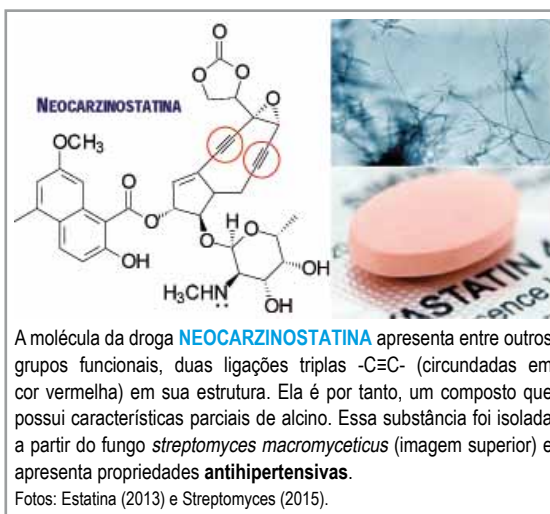 NEOCARZINOSTATINA
O
O
O
O
OCH3
O
O
OH
O
H
O
H3CHN
OH
OH
VASTATIN
A molécula da droga NEOCARZINOSTATINA apresenta entre outros
grupos funcionais, duas ligações triplas -C≡C- (circundadas em
cor vermelha) em sua estrutura. Ela é por tanto, um composto que
possui características parciais de alcino. Essa substância foi isolada
a partir do fungo streptomyces macromyceticus (imagem superior) e
apresenta propriedades antihipertensivas.
Fotos: Estatina (2013) e Streptomyces (2015).